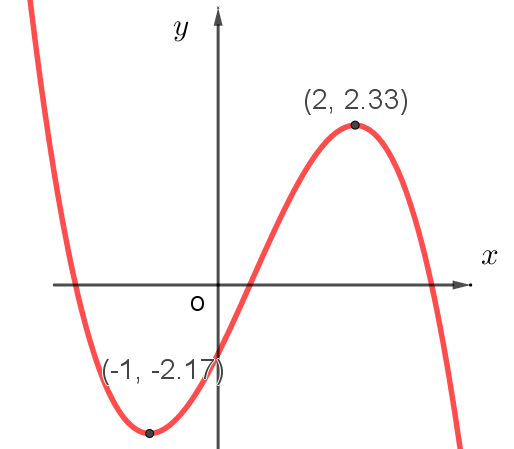 y
(2, 2.33)
x
o
(-1, -2.17)